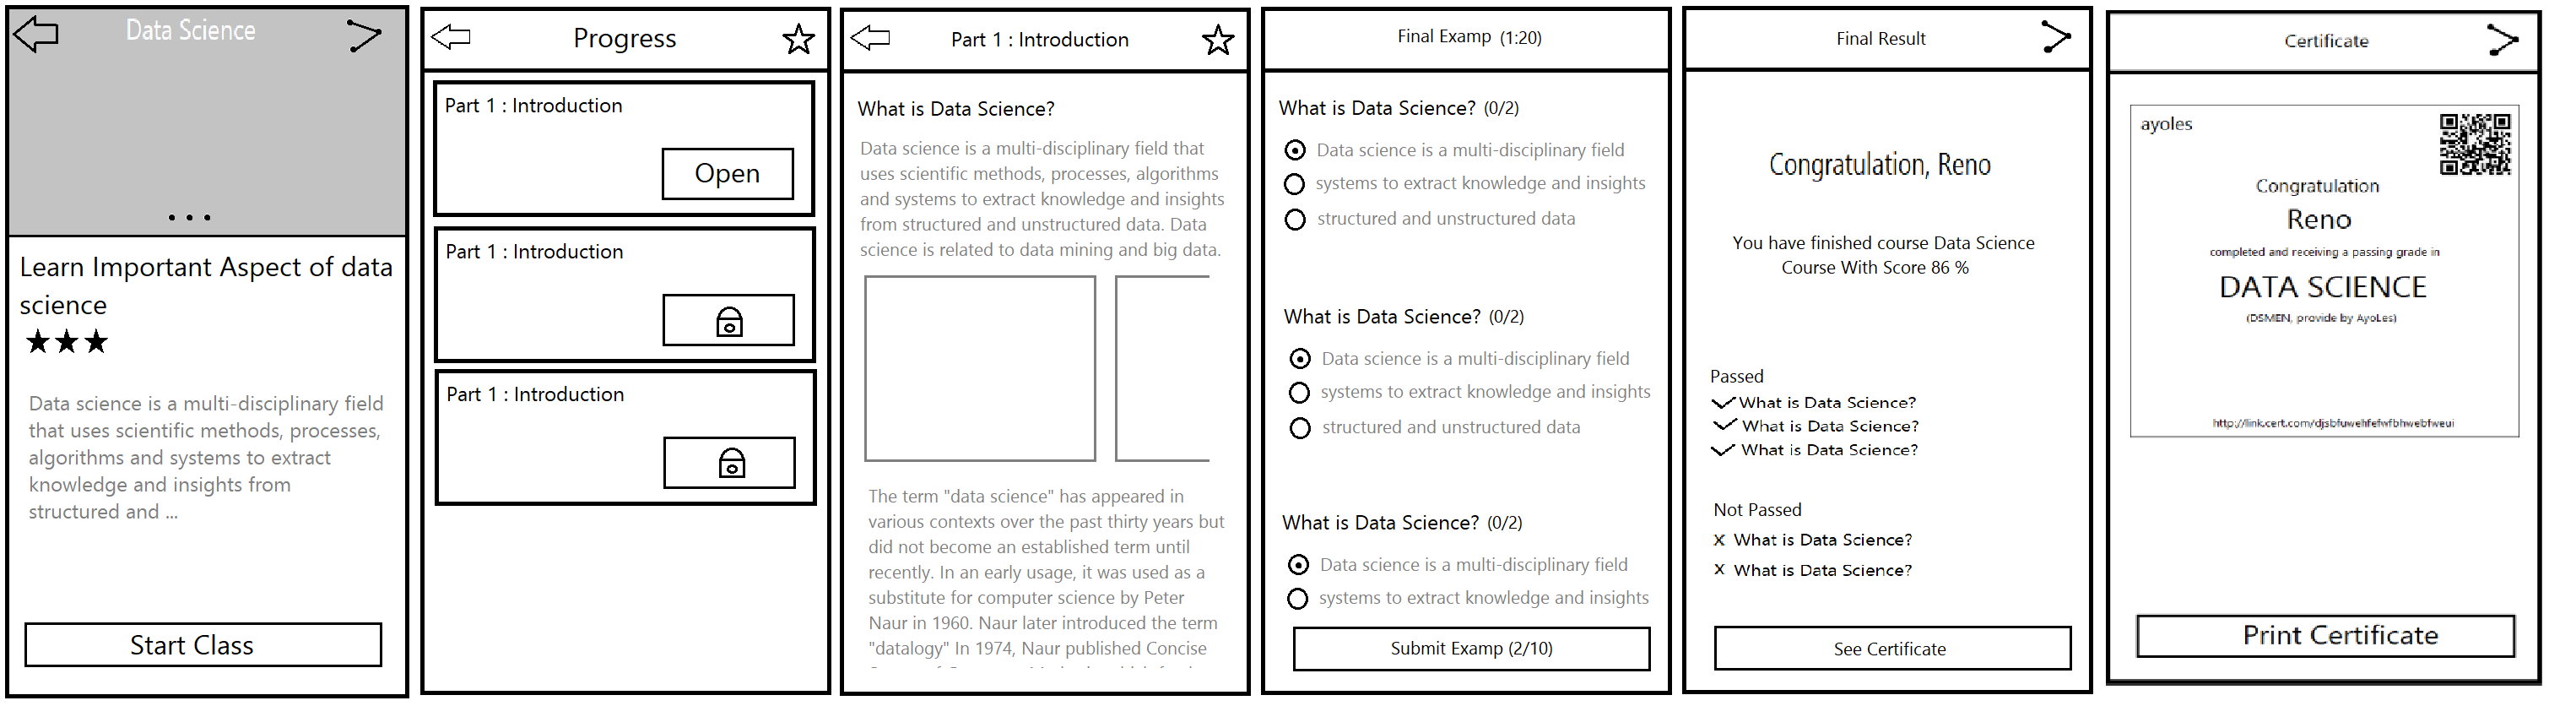 Data Science
Learn Important Aspect of data
science
Data science is a multi-disciplinary field
that uses scientific methods, processes,
algorithms and systems to extract
knowledge and insights from
structured and ...
Start Class
Progress
Part 1 : Introduction
Open
Part 1 : Introduction
Part 1 : Introduction
Part 1 : Introduction
What is Data Science?
Data science is a multi-disciplinary field that
uses scientific methods, processes, algorithms
and systems to extract knowledge and insights
from structured and unstructured data. Data
science is related to data mining and big data.
The term "data science" has appeared in
various contexts over the past thirty years but
did not become an established term until
recently. In an early usage, it was used as a
substitute for computer science by Peter
Naur in 1960. Naur later introduced the term
"datalogy" In 1974, Naur published Concise
Final Examp (1:20)
What is Data Science? (0/2)
Data science is a multi-disciplinary field
systems to extract knowledge and insights
structured and unstructured data
What is Data Science? (0/2)
Data science is a multi-disciplinary field
systems to extract knowledge and insights
structured and unstructured data
What is Data Science? (0/2)
Data science is a multi-disciplinary field
systems to extract knowledge and insights
Submit Examp (2/10)
Final Result
Congratulation, Reno
You have finished course Data Science
Course With Score 86 %
Passed
What is Data Science?
What is Data Science?
What is Data Science?
Not Passed
x What is Data Science?
x What is Data Science?
See Certificate
Certificate
ayoles
Congratulation
Reno
completed and receiving a passing grade in
DATA SCIENCE
(DSMEN, provide by AyoLes)
http://link.cert.com/djsbfuwehfefwfbhwebfweui
Print Certificate